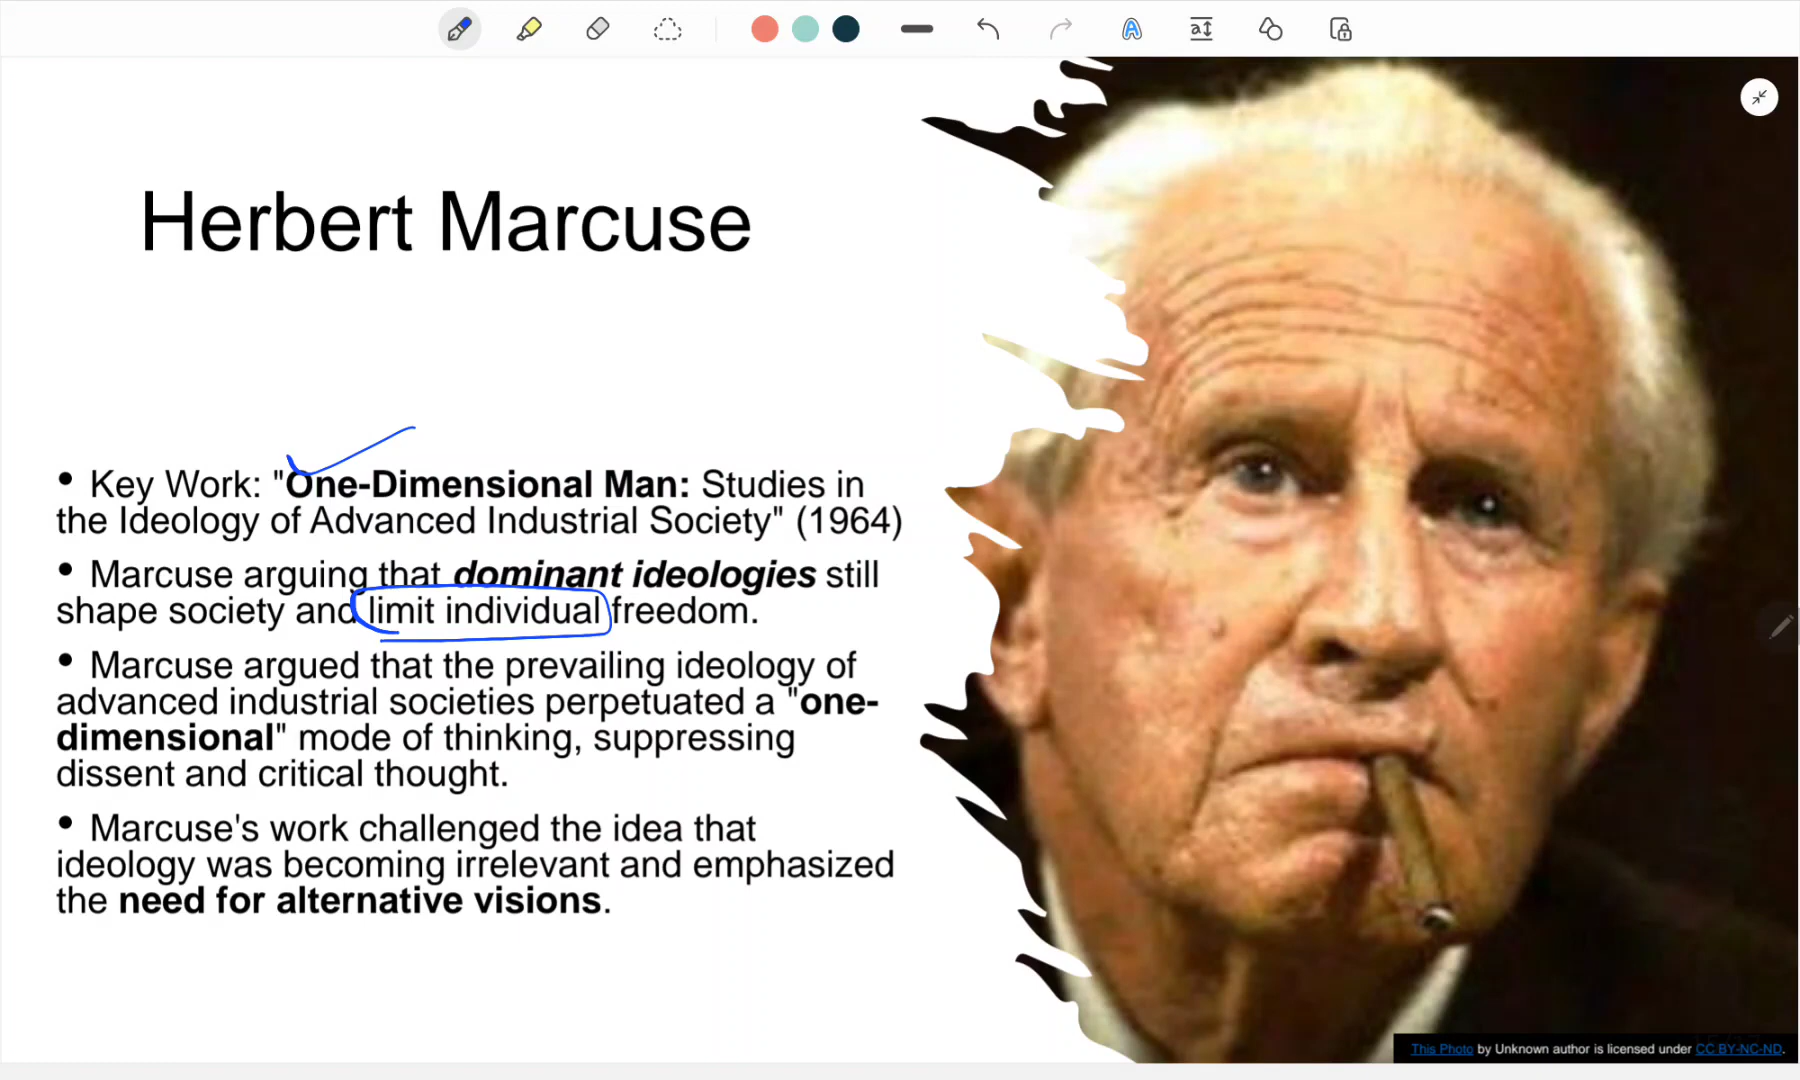 Herbert Marcuse
• Key Work: "One-Dimensional Man: Studies in
the Ideology of Advanced Industrial Society" (1964)
• Marcuse arguing that dominant ideologies still
shape society and limit individual freedom.
• Marcuse argued that the prevailing ideology of
advanced industrial societies perpetuated a "one-
dimensional" mode of thinking, suppressing
dissent and critical thought.
• Marcuse's work challenged the idea that
ideology was becoming irrelevant and emphasized
the need for alternative visions.
This Photo by Unknown author is licensed under CC BY-NC-ND.